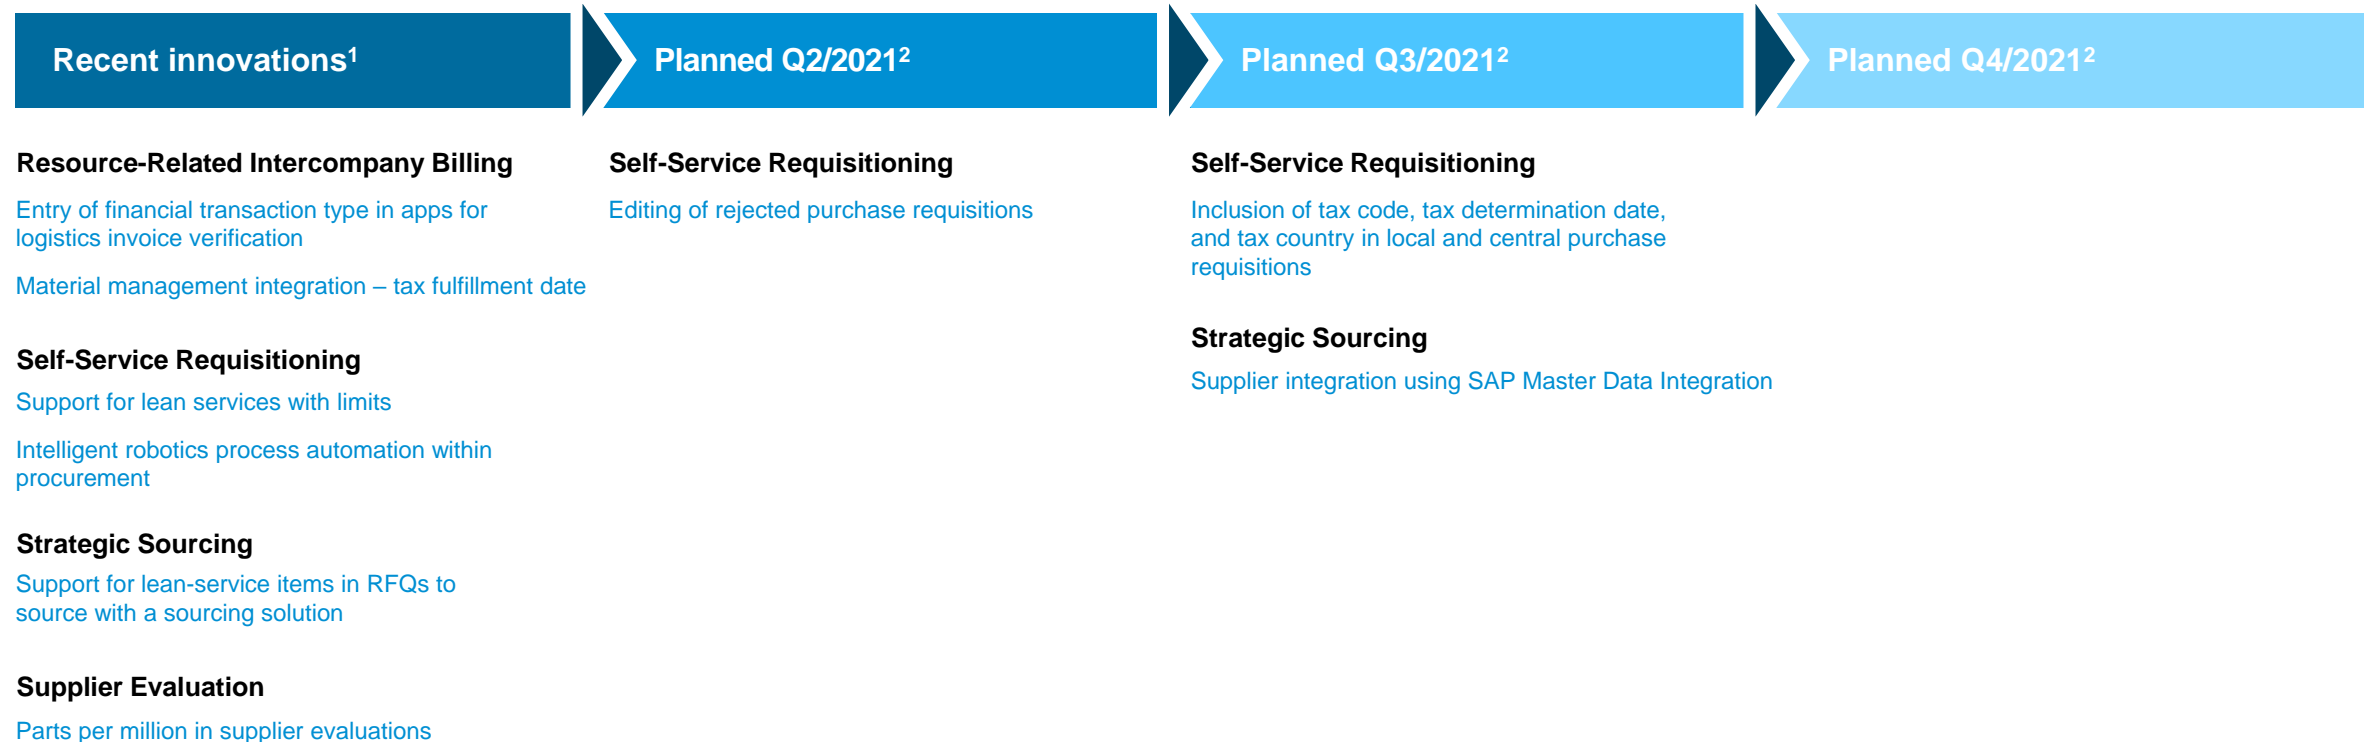 Recent innovations1
Planned Q2/20212
Planned Q3/20212
Planned Q4/20212
Resource-Related Intercompany Billing
Entry of financial transaction type in apps for
logistics invoice verification
Material management integration – tax fulfillment date
Self-Service Requisitioning
Support for lean services with limits
Intelligent robotics process automation within
procurement
Strategic Sourcing
Support for lean-service items in RFQs to
source with a sourcing solution
Supplier Evaluation
Parts per million in supplier evaluations
Self-Service Requisitioning
Editing of rejected purchase requisitions
Self-Service Requisitioning
Inclusion of tax code, tax determination date,
and tax country in local and central purchase
requisitions
Strategic Sourcing
Supplier integration using SAP Master Data Integration